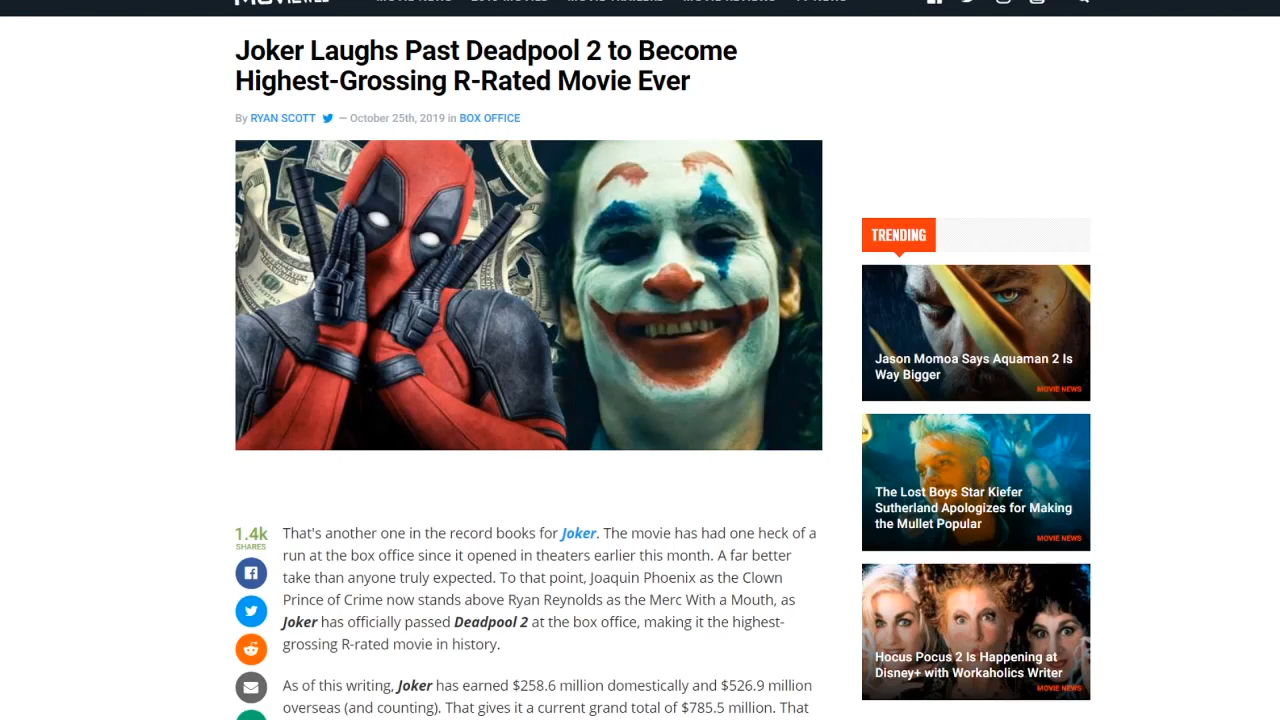 Joker Laughs Past Deadpool 2 to Become
Highest-Grossing R-Rated Movie Ever
By RYAN SCOTT — October 25th, 2019 in BOX OFFICE
TRENDING
Jason Momoa Says Aquaman 2 Is
Way Bigger
MOVIE NEWS
The Lost Boys Star Kiefer
Sutherland Apologizes for Making
the Mullet Popular
MOVIE NEWS
Hocus Pocus 2 Is Happening at
Disney+ with Workaholics Writer
MOVIE NEWS
1.4k
SHARES
That's another one in the record books for Joker. The movie has had one heck of a
run at the box office since it opened in theaters earlier this month. A far better
take than anyone truly expected. To that point, Joaquin Phoenix as the Clown
Prince of Crime now stands above Ryan Reynolds as the Merc With a Mouth, as
Joker has officially passed Deadpool 2 at the box office, making it the highest-
grossing R-rated movie in history.
As of this writing, Joker has earned $258.6 million domestically and $526.9 million
overseas (and counting). That gives it a current grand total of $785.5 million. That